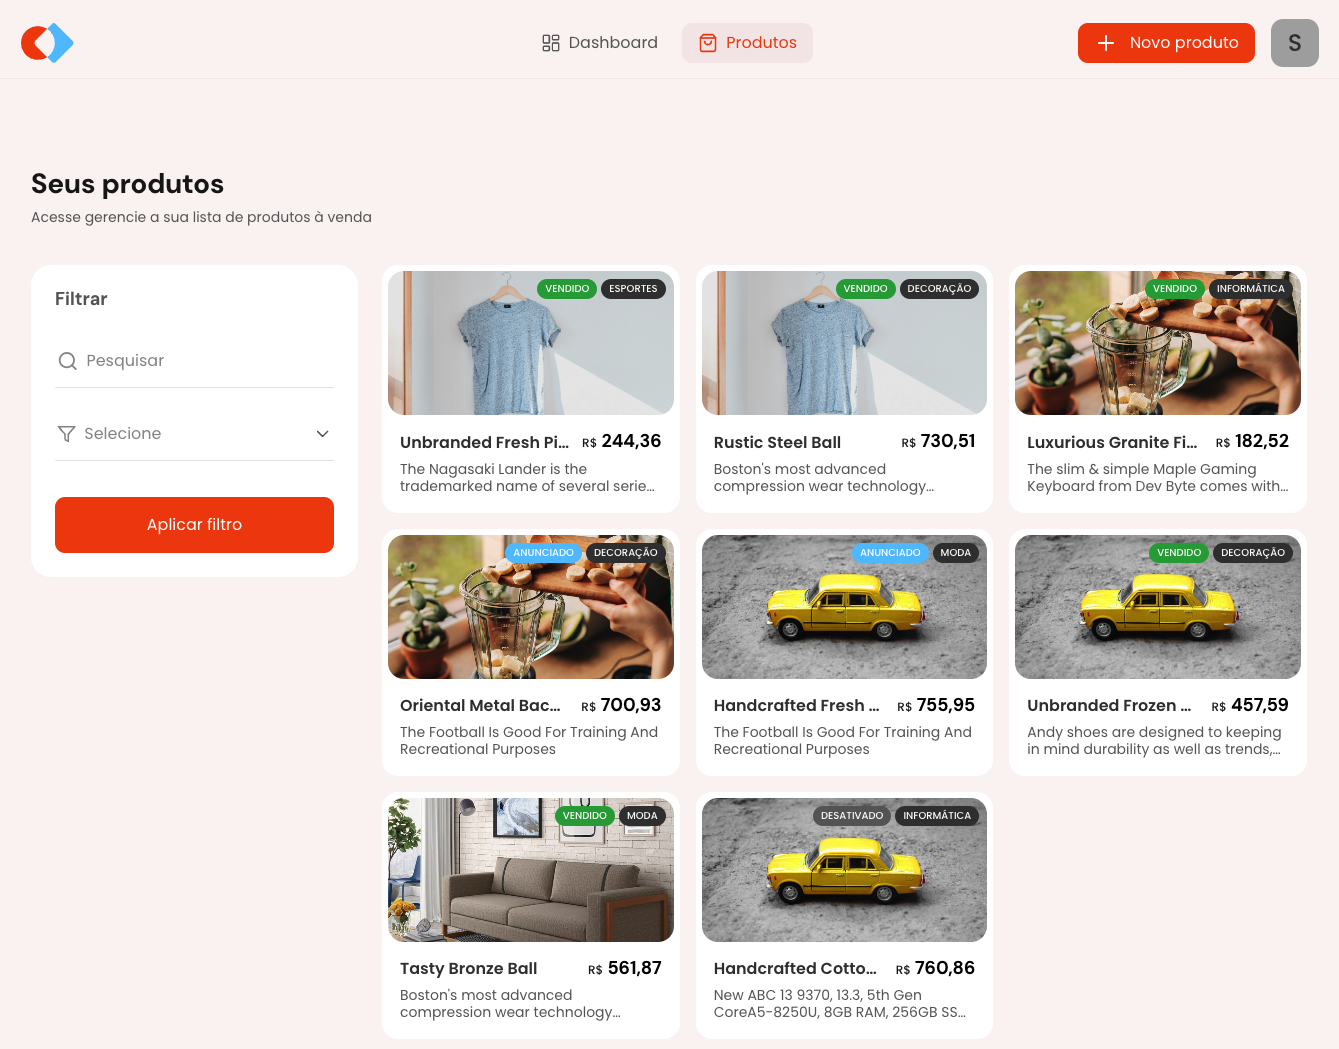 Dashboard
Produtos
Novo produto
S
Seus produtos
Acesse gerencie a sua lista de produtos à venda
Filtrar
Pesquisar
Selecione
Aplicar filtro
VENDIDO ESPORTES
Unbranded Fresh Pi... R$ 244,36
The Nagasaki Lander is the
trademarked name of several serie...
VENDIDO DECORAÇÃO
Rustic Steel Ball R$ 730,51
Boston's most advanced
compression wear technology...
VENDIDO INFORMÁTICA
Luxurious Granite Fi... R$ 182,52
The slim & simple Maple Gaming
Keyboard from Dev Byte comes with...
ANUNCIADO DECORAÇÃO
Oriental Metal Bac... R$ 700,93
The Football Is Good For Training And
Recreational Purposes
ANUNCIADO MODA
Handcrafted Fresh ... R$ 755,95
The Football Is Good For Training And
Recreational Purposes
VENDIDO DECORAÇÃO
Unbranded Frozen ... R$ 457,59
Andy shoes are designed to keeping
in mind durability as well as trends,...
VENDIDO MODA
Tasty Bronze Ball R$ 561,87
Boston's most advanced
compression wear technology...
DESATIVADO INFORMÁTICA
Handcrafted Cotto... R$ 760,86
New ABC 13 9370, 13.3, 5th Gen
CoreA5-8250U, 8GB RAM, 256GB SS...